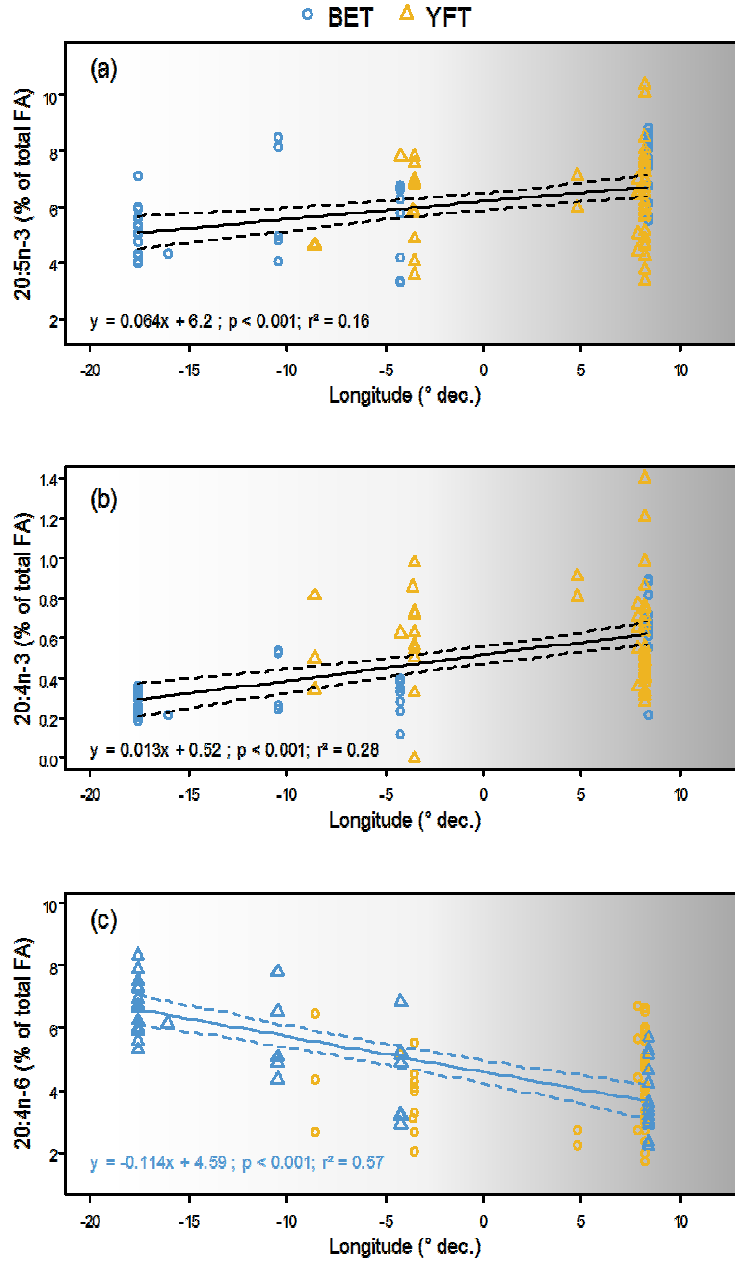 BET YFT
(a)
20:5n-3 (% of total FA)
10
8
6
4
2
y = 0.064x + 6.2 ; p < 0.001; r² = 0.16
-20 -15 -10 -5 0 5 10
Longitude (° dec.)
(b)
20:4n-3 (% of total FA)
1.4
1.2
1.0
0.8
0.6
0.4
0.2
0.0
y = 0.013x + 0.52 ; p < 0.001; r² = 0.28
-20 -15 -10 -5 0 5 10
Longitude (° dec.)
(c)
20:4n-6 (% of total FA)
10
8
6
4
2
y = -0.114x + 4.59 ; p < 0.001; r² = 0.57
-20 -15 -10 -5 0 5 10
Longitude (° dec.)